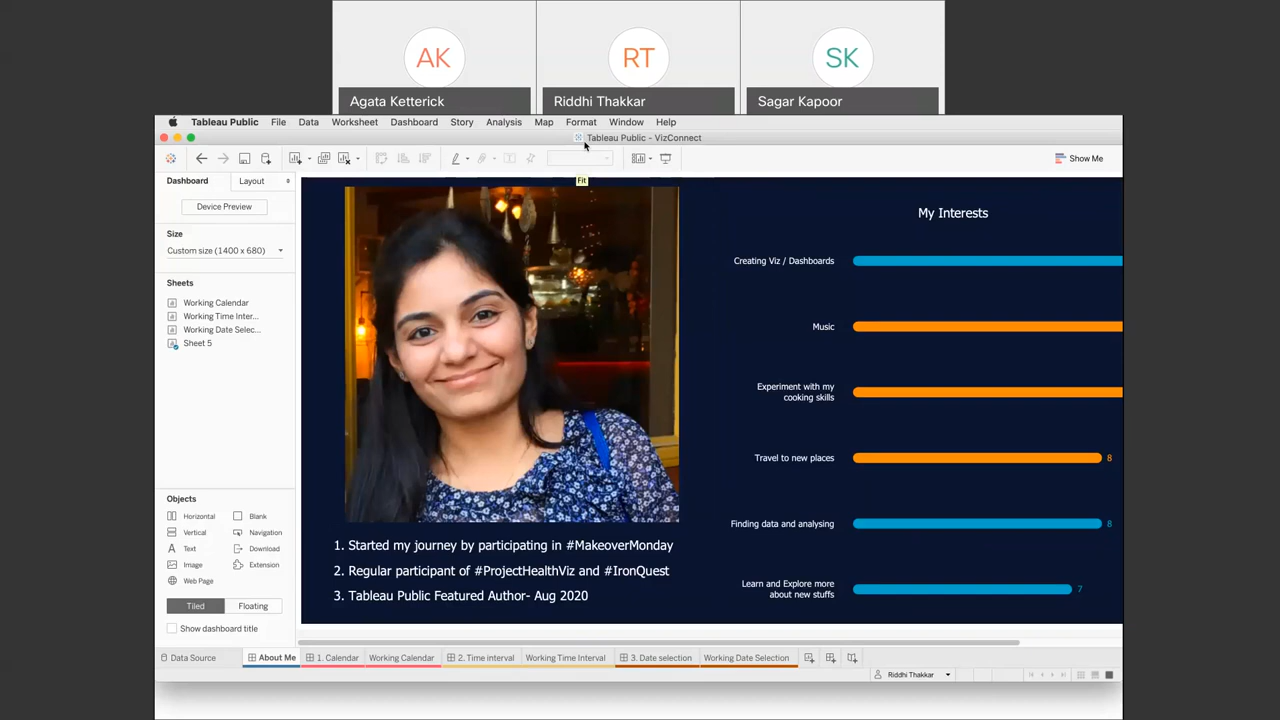 AK
RT
SK
Agata Ketterick
Riddhi Thakkar
Sagar Kapoor
Tableau Public File Data Worksheet Dashboard Story Analysis Map Format Window Help
Tableau Public - VizConnect
Show Me
Dashboard Layout
Fit
Device Preview
Size
Custom size (1400 x 680)
Sheets
Working Calendar
Working Time Inter...
Working Date Selec...
Sheet 5
Objects
Horizontal Blank
Vertical Navigation
A Text Download
Image Extension
Web Page
Tiled Floating
Show dashboard title
1. Started my journey by participating in #MakeoverMonday
2. Regular participant of #ProjectHealthViz and #IronQuest
3. Tableau Public Featured Author- Aug 2020
My Interests
Creating Viz / Dashboards
Music
Experiment with my
cooking skills
Travel to new places 8
Finding data and analysing 8
Learn and Explore more
about new stuffs 7
Data Source About Me 1. Calendar Working Calendar 2. Time interval Working Time Interval 3. Date selection Working Date Selection
Riddhi Thakkar